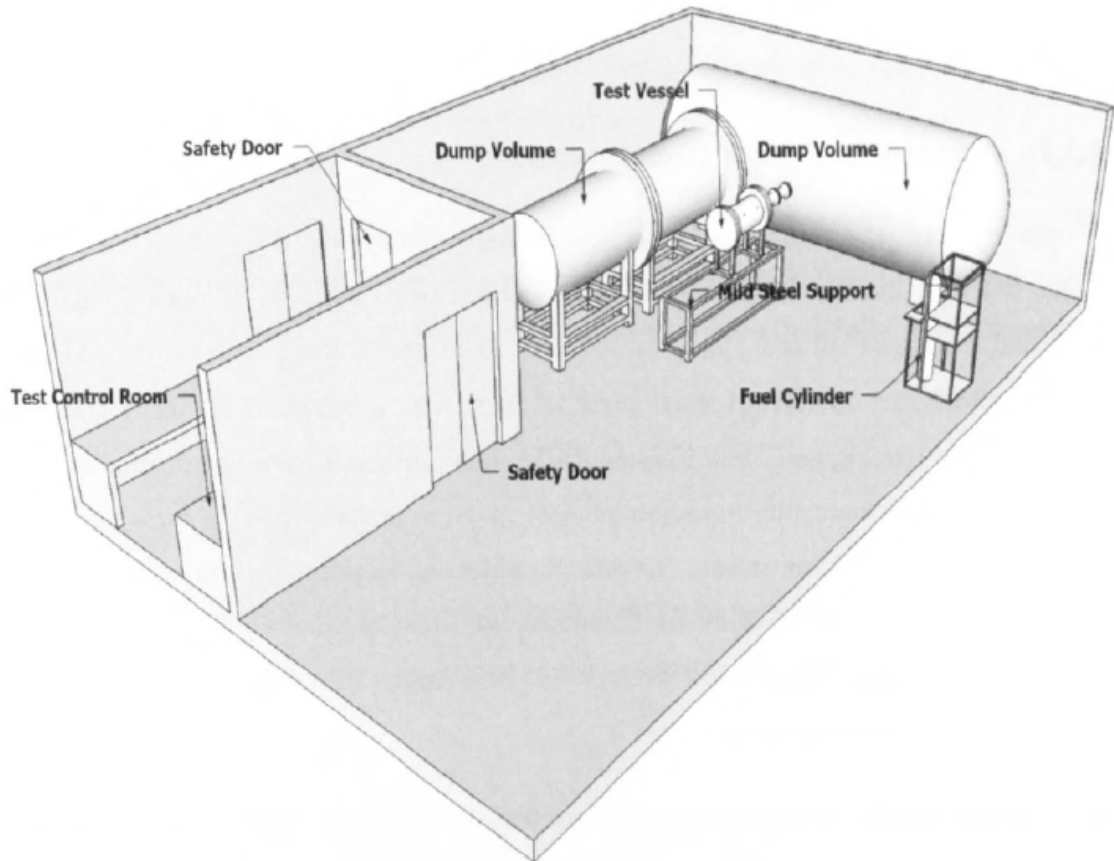 Test Vessel
Safety Door
Dump Volume
Dump Volume
Mild Steel Support
Test Control Room
Fuel Cylinder
Safety Door